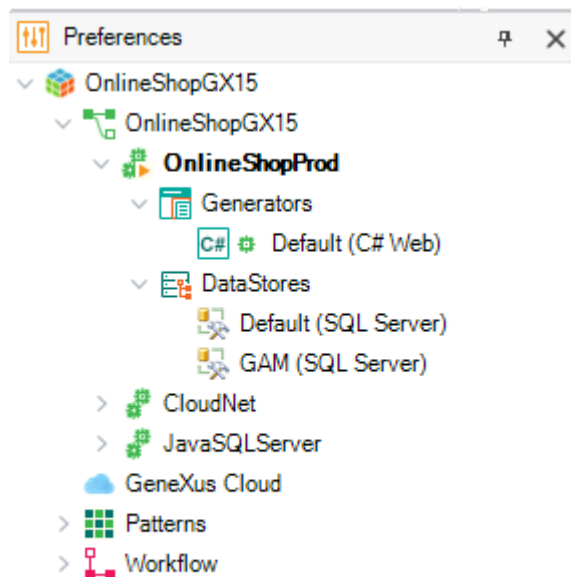 Preferences
OnlineShopGX15
OnlineShopGX15
OnlineShopProd
Generators
C# Default (C# Web)
DataStores
Default (SQL Server)
GAM (SQL Server)
CloudNet
JavaSQLServer
GeneXus Cloud
Patterns
Workflow